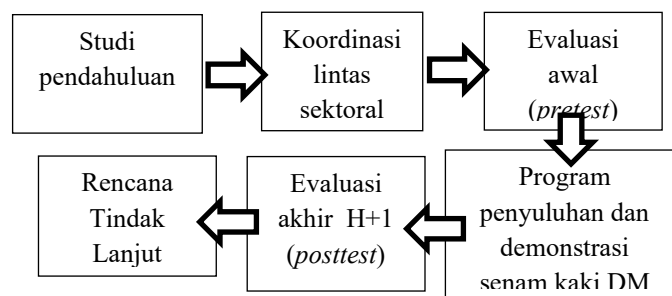 Studi
pendahuluan
Koordinasi
lintas
sektoral
Evaluasi
awal
(pretest)
Program
penyuluhan dan
demonstrasi
senam kaki DM
Evaluasi
akhir H+1
(posttest)
Rencana
Tindak
Lanjut